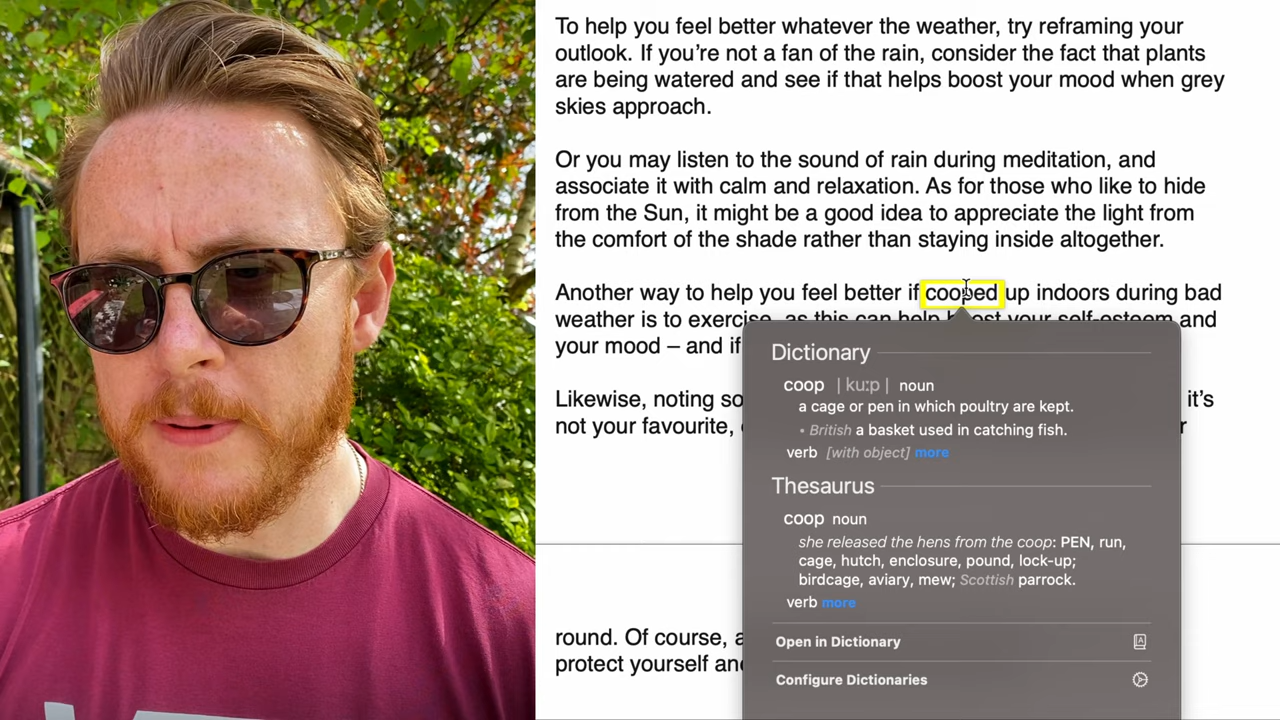 To help you feel better whatever the weather, try reframing your
outlook. If you’re not a fan of the rain, consider the fact that plants
are being watered and see if that helps boost your mood when grey
skies approach.
Or you may listen to the sound of rain during meditation, and
associate it with calm and relaxation. As for those who like to hide
from the Sun, it might be a good idea to appreciate the light from
the comfort of the shade rather than staying inside altogether.
Another way to help you feel better if cooped up indoors during bad
weather is to exercise, as this can help boost your self-esteem and
your mood – and if
Likewise, noting so it’s
not your favourite,
Dictionary
coop | kuːp | noun
a cage or pen in which poultry are kept.
• British a basket used in catching fish.
verb [with object] more
Thesaurus
coop noun
she released the hens from the coop: PEN, run,
cage, hutch, enclosure, pound, lock-up;
birdcage, aviary, mew; Scottish parrock.
verb more
Open in Dictionary
Configure Dictionaries
round. Of course,
protect yourself